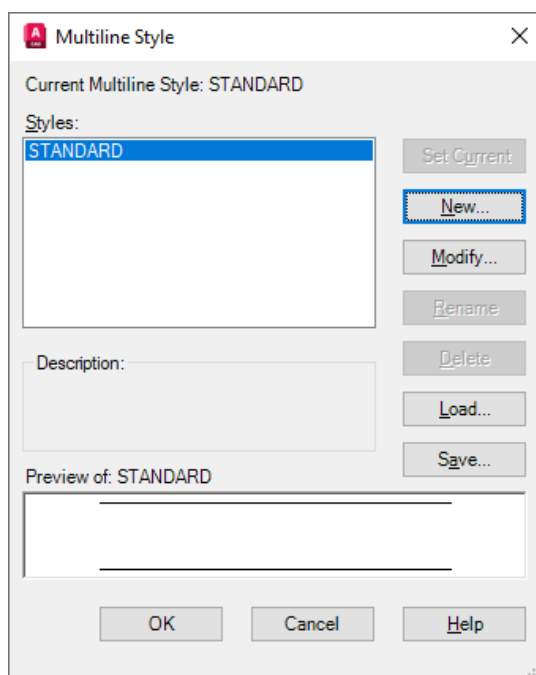 A
CAD
Multiline Style
Current Multiline Style: STANDARD
Styles:
STANDARD
Set Current
New...
Modify...
Rename
Delete
Load...
Save...
Description:
Preview of: STANDARD
OK
Cancel
Help